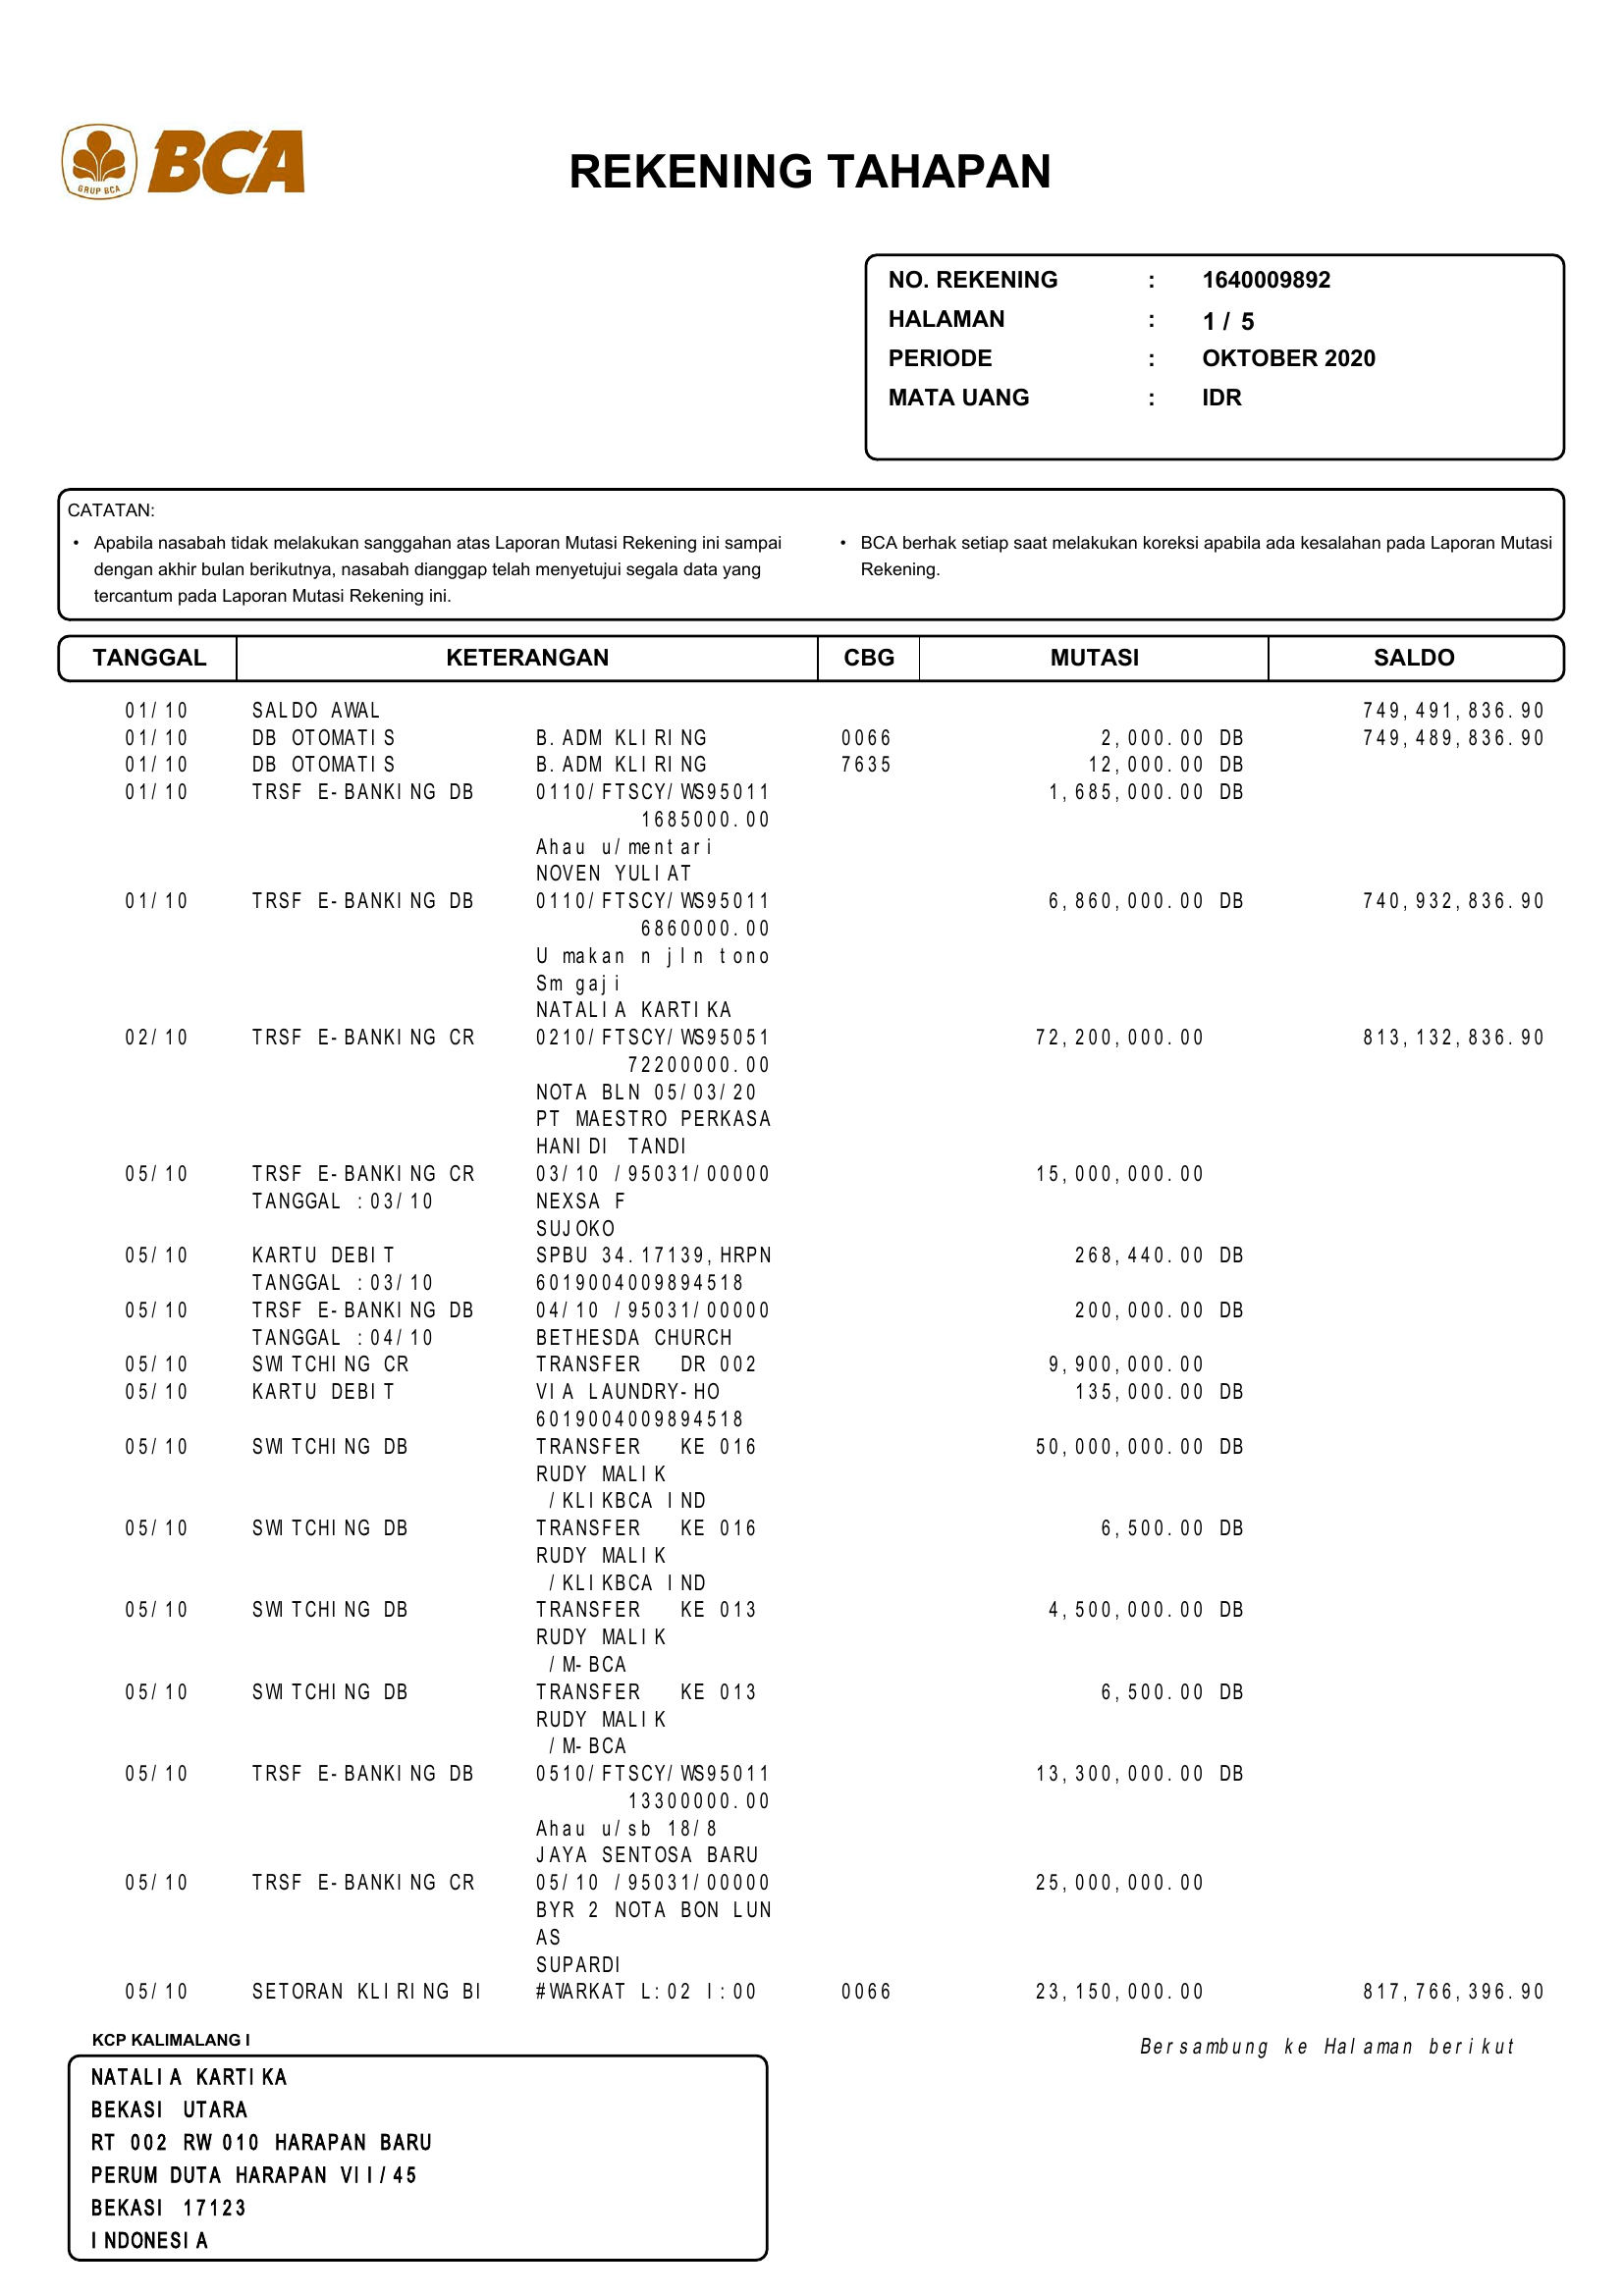 GRUP BCA
BCA
REKENING TAHAPAN
NO. REKENING : 1640009892
HALAMAN : 1 / 5
PERIODE : OKTOBER 2020
MATA UANG : IDR
CATATAN:
• Apabila nasabah tidak melakukan sanggahan atas Laporan Mutasi Rekening ini sampai
dengan akhir bulan berikutnya, nasabah dianggap telah menyetujui segala data yang
tercantum pada Laporan Mutasi Rekening ini.
• BCA berhak setiap saat melakukan koreksi apabila ada kesalahan pada Laporan Mutasi
Rekening.
TANGGAL KETERANGAN CBG MUTASI SALDO
01/10 SALDO AWAL 749,491,836.90
01/10 DB OTOMATIS B.ADM KLIRING 0066 2,000.00 DB 749,489,836.90
01/10 DB OTOMATIS B.ADM KLIRING 7635 12,000.00 DB
01/10 TRSF E-BANKING DB 0110/FTSCY/WS95011 1,685,000.00 DB
1685000.00
Ahau u/mentari
NOVEN YULIAT
01/10 TRSF E-BANKING DB 0110/FTSCY/WS95011 6,860,000.00 DB 740,932,836.90
6860000.00
U makan n jln tono
Sm gaji
NATALIA KARTIKA
02/10 TRSF E-BANKING CR 0210/FTSCY/WS95051 72,200,000.00 813,132,836.90
72200000.00
NOTA BLN 05/03/20
PT MAESTRO PERKASA
HANIDI TANDI
05/10 TRSF E-BANKING CR 03/10 /95031/00000 15,000,000.00
TANGGAL :03/10 NEXSA F
SUJOKO
05/10 KARTU DEBIT SPBU 34.17139,HRPN 268,440.00 DB
TANGGAL :03/10 6019004009894518
05/10 TRSF E-BANKING DB 04/10 /95031/00000 200,000.00 DB
TANGGAL :04/10 BETHESDA CHURCH
05/10 SWITCHING CR TRANSFER DR 002 9,900,000.00
05/10 KARTU DEBIT VIA LAUNDRY-HO 135,000.00 DB
6019004009894518
05/10 SWITCHING DB TRANSFER KE 016 50,000,000.00 DB
RUDY MALIK
/KLIKBCA IND
05/10 SWITCHING DB TRANSFER KE 016 6,500.00 DB
RUDY MALIK
/KLIKBCA IND
05/10 SWITCHING DB TRANSFER KE 013 4,500,000.00 DB
RUDY MALIK
/M-BCA
05/10 SWITCHING DB TRANSFER KE 013 6,500.00 DB
RUDY MALIK
/M-BCA
05/10 TRSF E-BANKING DB 0510/FTSCY/WS95011 13,300,000.00 DB
13300000.00
Ahau u/sb 18/8
JAYA SENTOSA BARU
05/10 TRSF E-BANKING CR 05/10 /95031/00000 25,000,000.00
BYR 2 NOTA BON LUN
AS
SUPARDI
05/10 SETORAN KLIRING BI #WARKAT L:02 I:00 0066 23,150,000.00 817,766,396.90
KCP KALIMALANG I
Bersambung ke Halaman berikut
NATALIA KARTIKA
BEKASI UTARA
RT 002 RW 010 HARAPAN BARU
PERUM DUTA HARAPAN VII/45
BEKASI 17123
INDONESIA